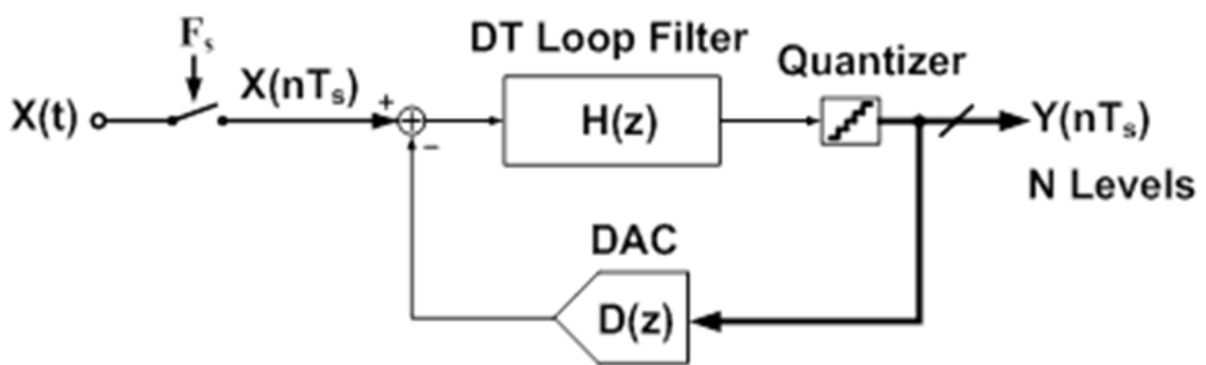 Fs
DT Loop Filter
Quantizer
X(t)
X(nTs)
+
+
−
H(z)
Y(nTs)
N Levels
DAC
D(z)